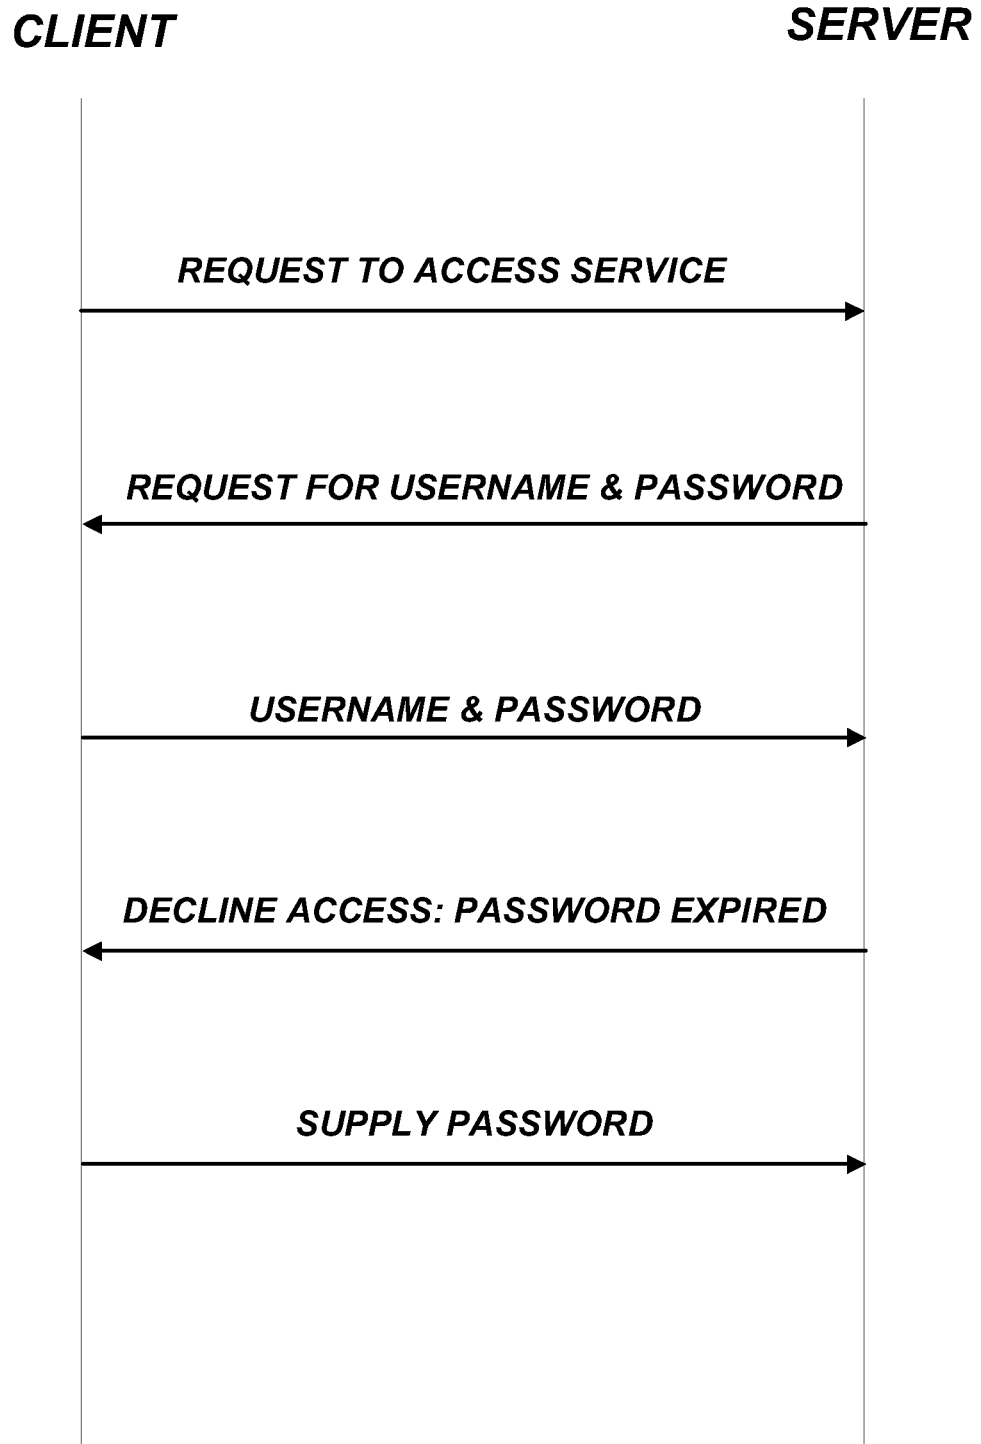 CLIENT
SERVER
REQUEST TO ACCESS SERVICE
REQUEST FOR USERNAME & PASSWORD
USERNAME & PASSWORD
DECLINE ACCESS: PASSWORD EXPIRED
SUPPLY PASSWORD